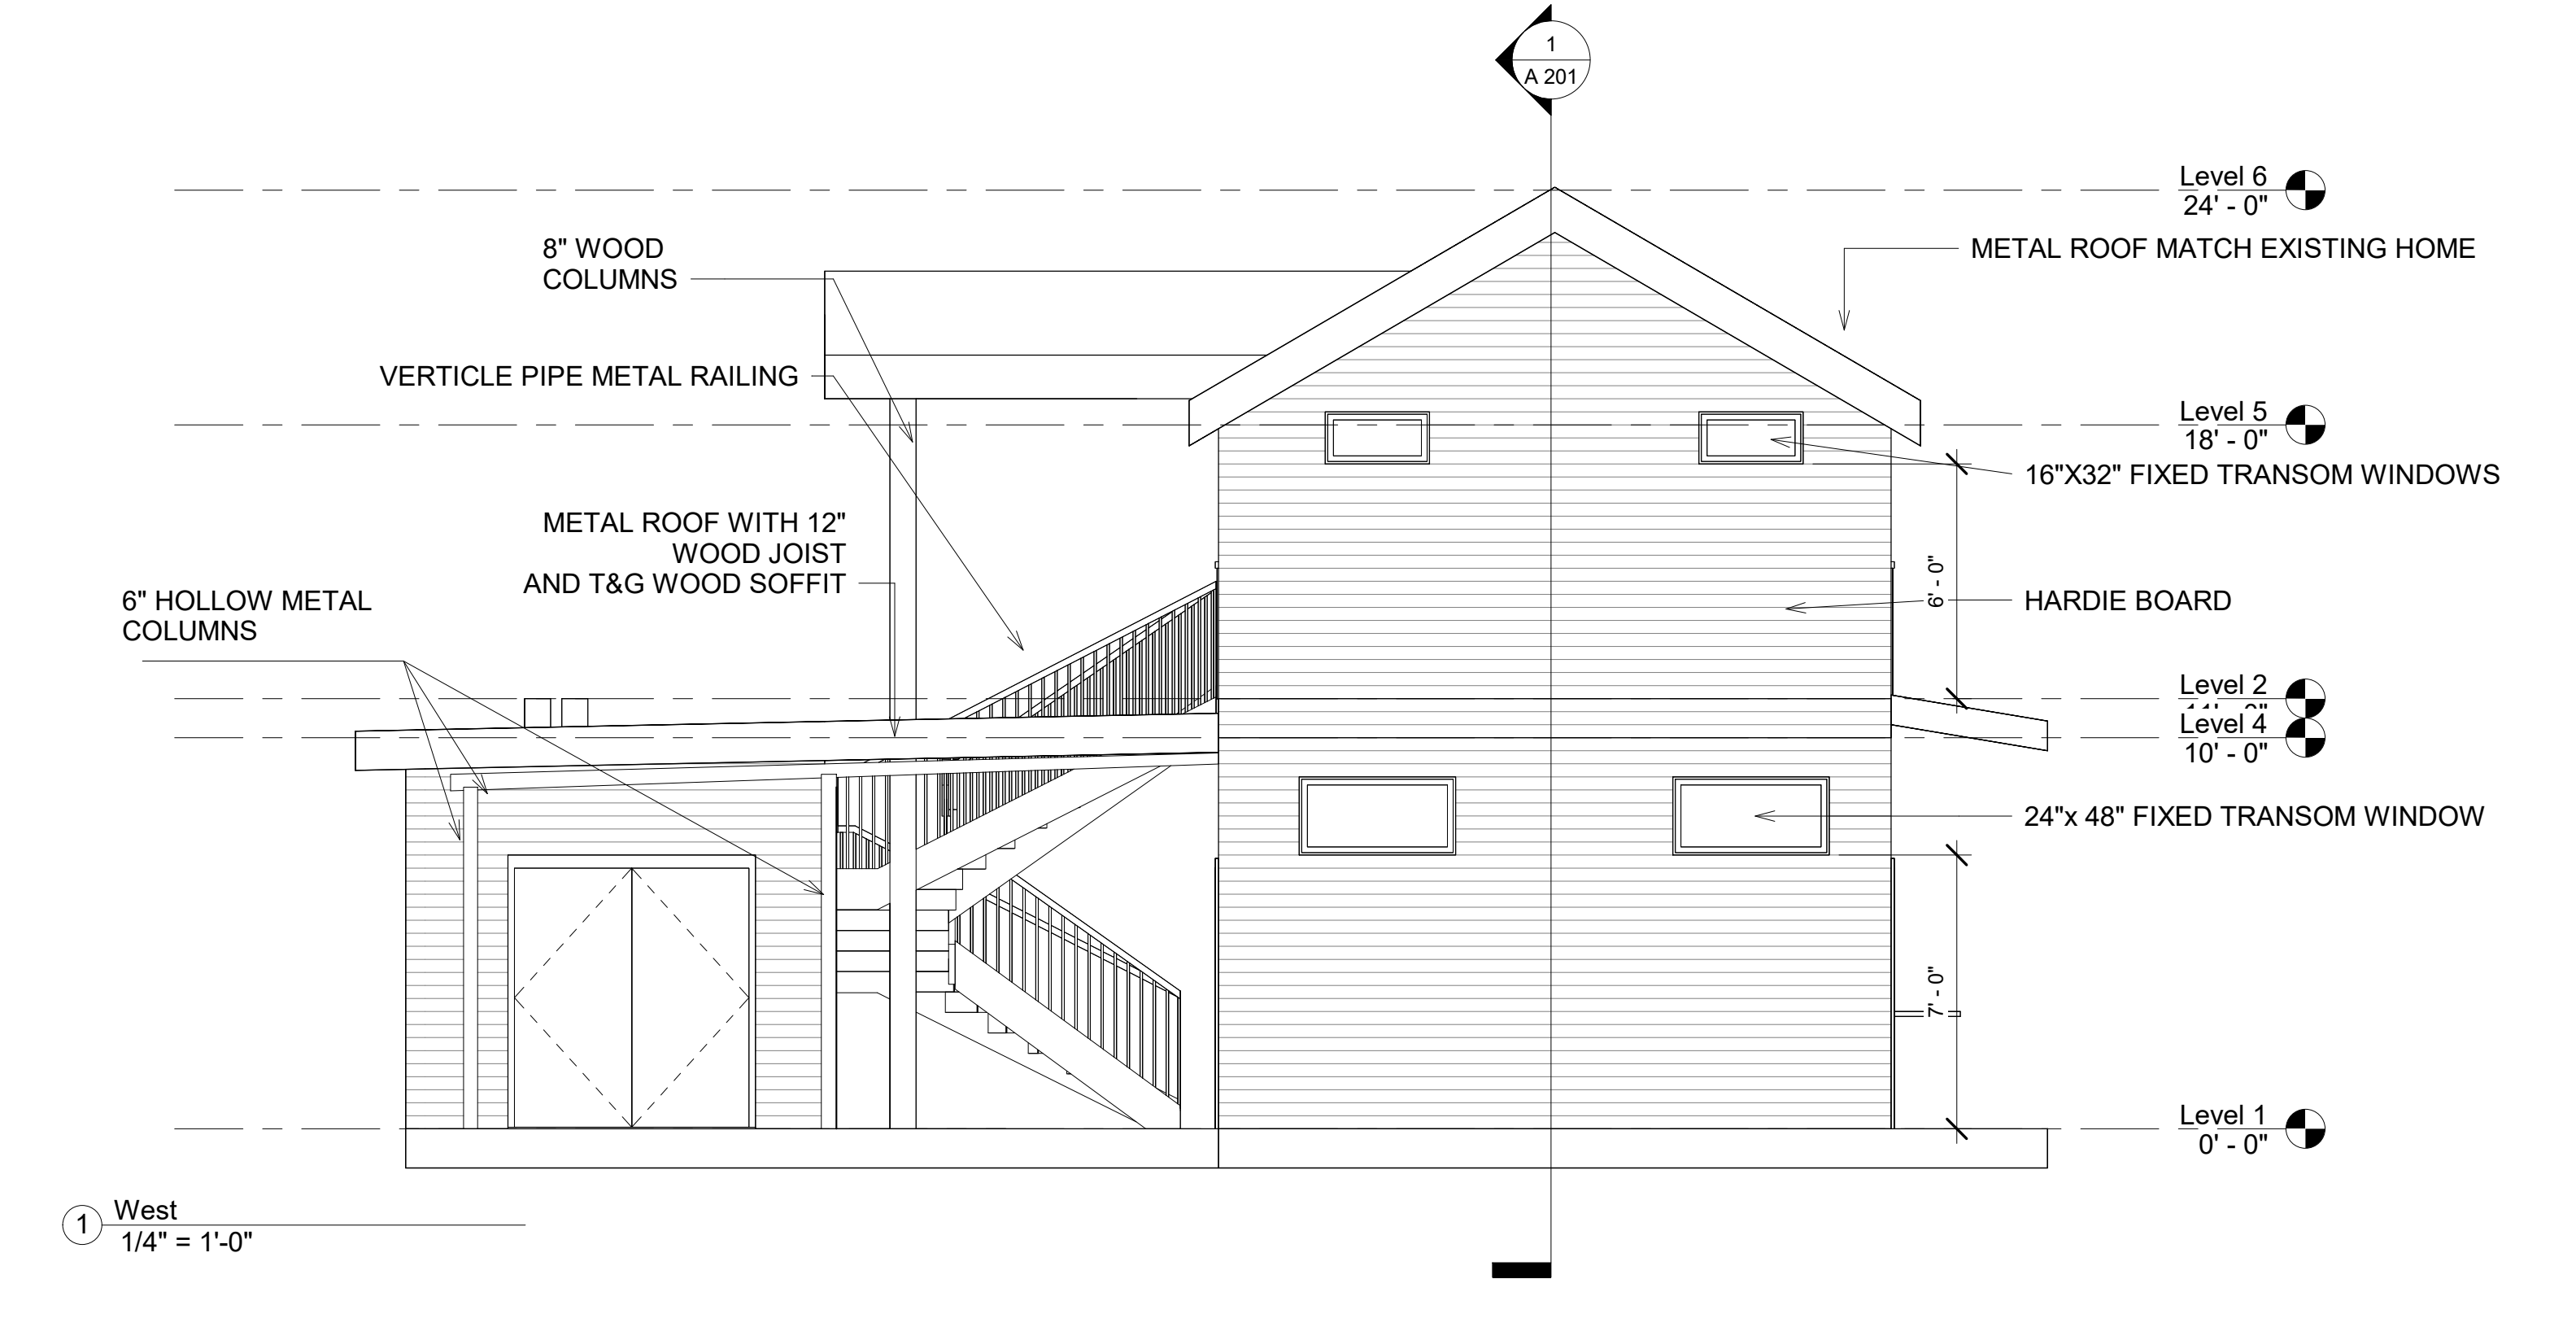 1
A 201
Level 6
24' - 0"
8" WOOD
COLUMNS
METAL ROOF MATCH EXISTING HOME
VERTICLE PIPE METAL RAILING
Level 5
18' - 0"
16"X32" FIXED TRANSOM WINDOWS
METAL ROOF WITH 12"
WOOD JOIST
AND T&G WOOD SOFFIT
6" HOLLOW METAL
COLUMNS
6' - 0"
HARDIE BOARD
Level 2
Level 4
10' - 0"
24"x 48" FIXED TRANSOM WINDOW
7' - 0"
Level 1
0' - 0"
1
West
1/4" = 1'-0"